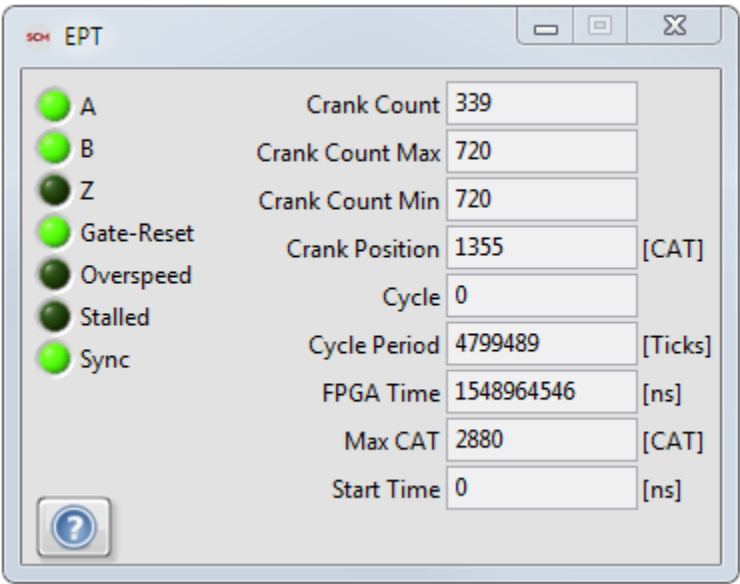 SCM EPT
A
B
Z
Gate-Reset
Overspeed
Stalled
Sync
?
Crank Count 339
Crank Count Max 720
Crank Count Min 720
Crank Position 1355 [CAT]
Cycle 0
Cycle Period 4799489 [Ticks]
FPGA Time 1548964546 [ns]
Max CAT 2880 [CAT]
Start Time 0 [ns]